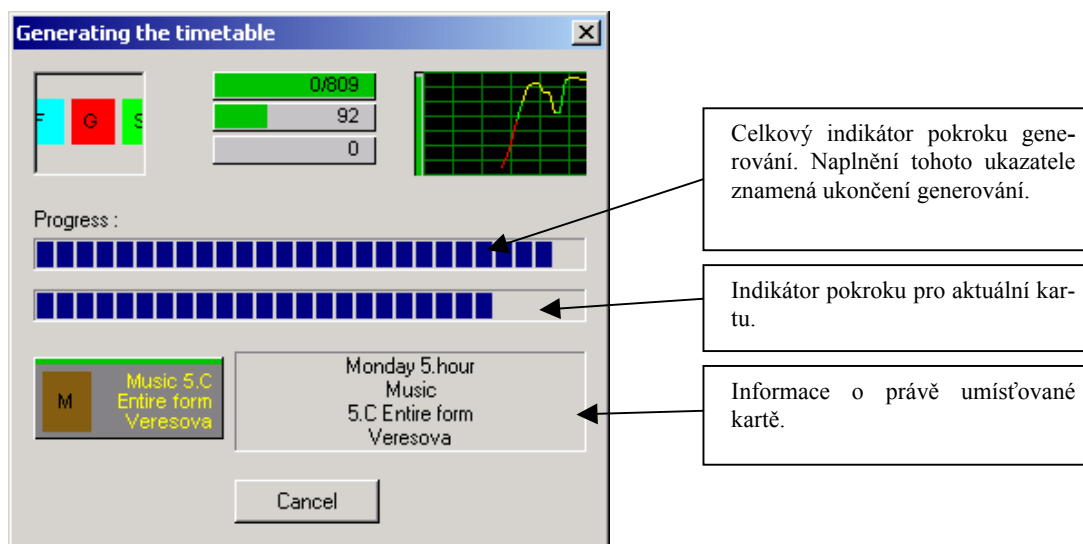 Generating the timetable
F G S
0/809
92
0
Progress :
M
Music 5.C
Entire form
Veresova
Monday 5.hour
Music
5.C Entire form
Veresova
Cancel
Celkový indikátor pokroku gene-
rování. Naplnění tohoto ukazatele
znamená ukončení generování.
Indikátor pokroku pro aktuální kar-
tu.
Informace o právě umísťované
kartě.